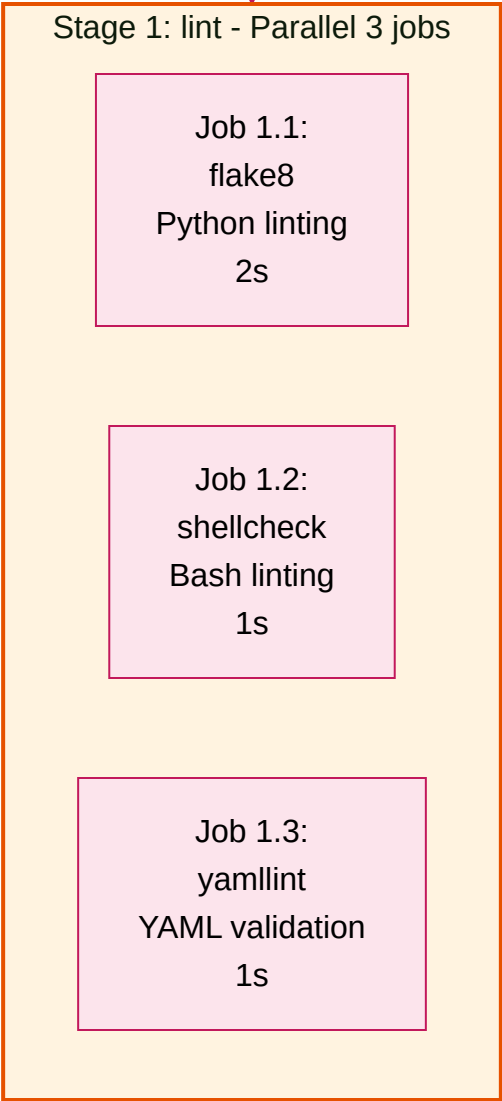 Stage 1: lint - Parallel 3 jobs
Job 1.1:
flake8
Python linting
2s
Job 1.2:
shellcheck
Bash linting
1s
Job 1.3:
yamllint
YAML validation
1s